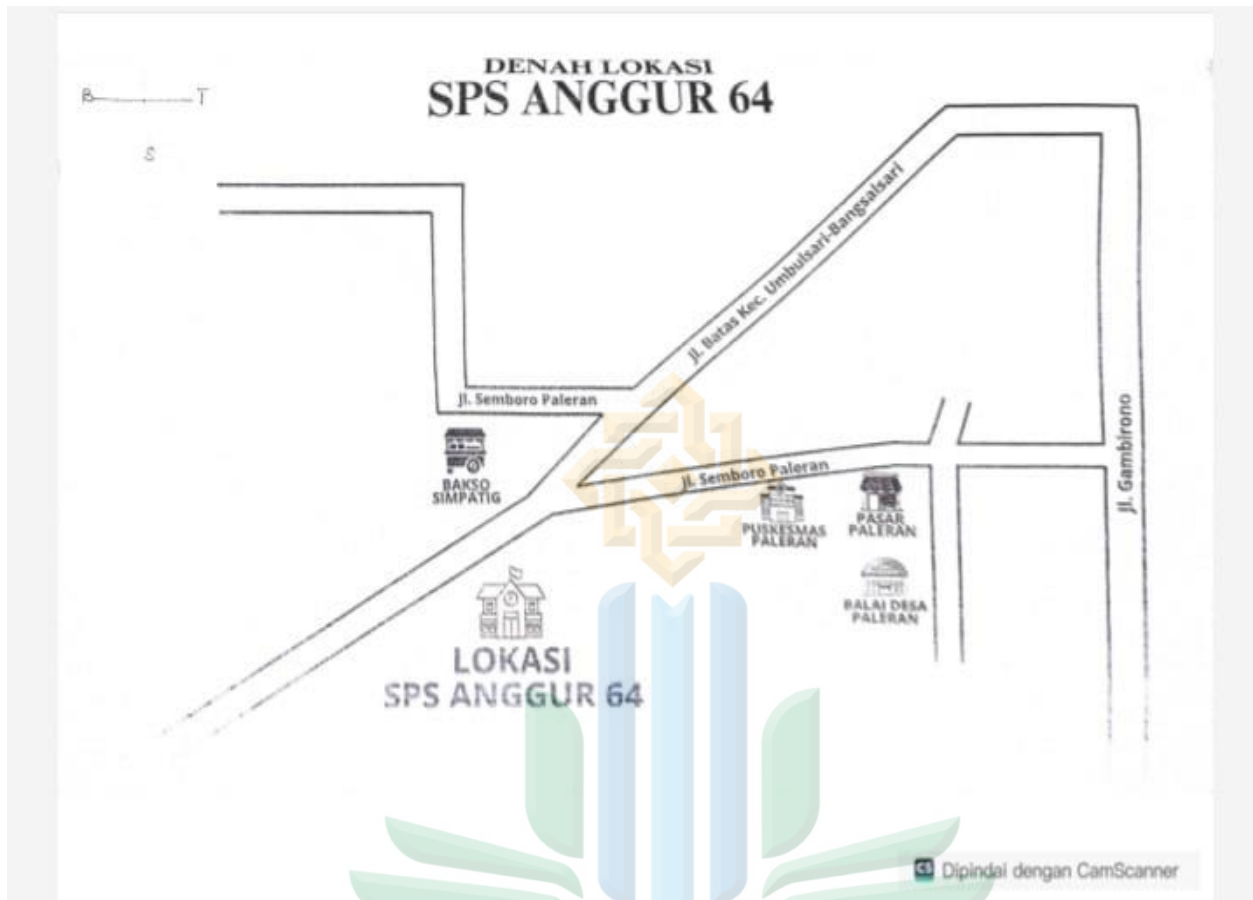 DENAH LOKASI
SPS ANGGUR 64
B T
S
Jl. Batas Kec. Umbulsari-Bangsalsari
Jl. Semboro Paleran
BAKSO
SIMPATIG
Jl. Semboro Paleran
PUSKESMAS
PALERAN
PASAR
PALERAN
BALAI DESA
PALERAN
Jl. Gambirono
LOKASI
SPS ANGGUR 64
CS Dipindai dengan CamScanner